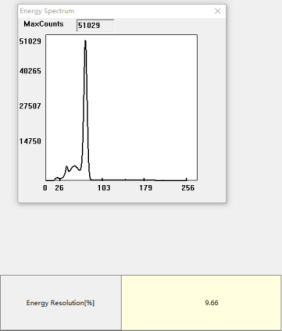 Energy Spectrum
MaxCounts 51029
51029
40265
27507
14750
0 26 103 179 256
Energy Resolution[%] 9.66